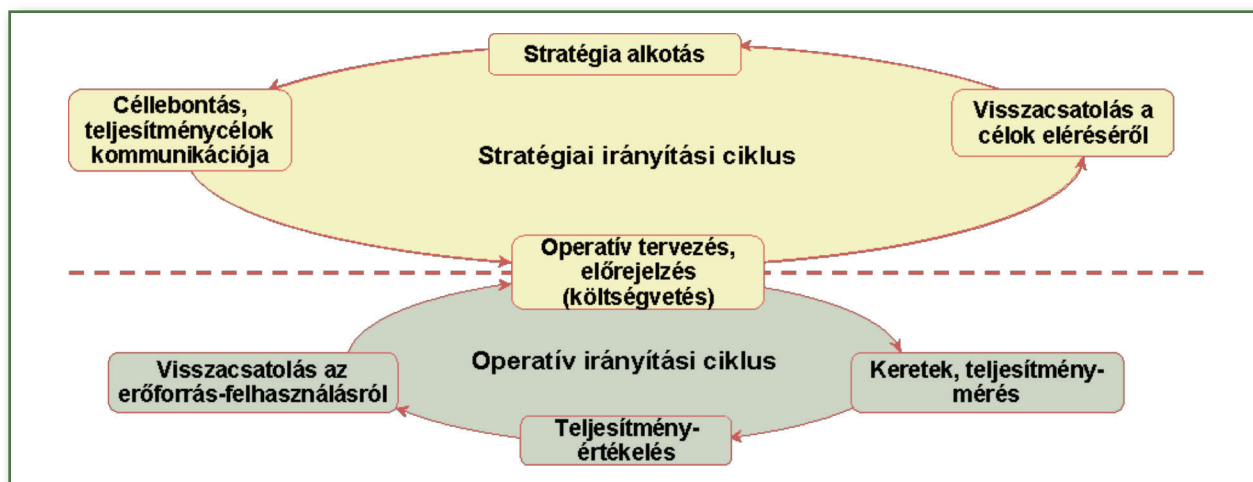 Stratégia alkotás
Céllebontás,
teljesítménycélok
kommunikációja
Visszacsatolás a
célok eléréséről
Stratégiai irányítási ciklus
Operatív tervezés,
előrejelzés
(költségvetés)
Visszacsatolás az
erőforrás-felhasználásról
Operatív irányítási ciklus
Keretek, teljesítmény-
mérés
Teljesítmény-
értékelés